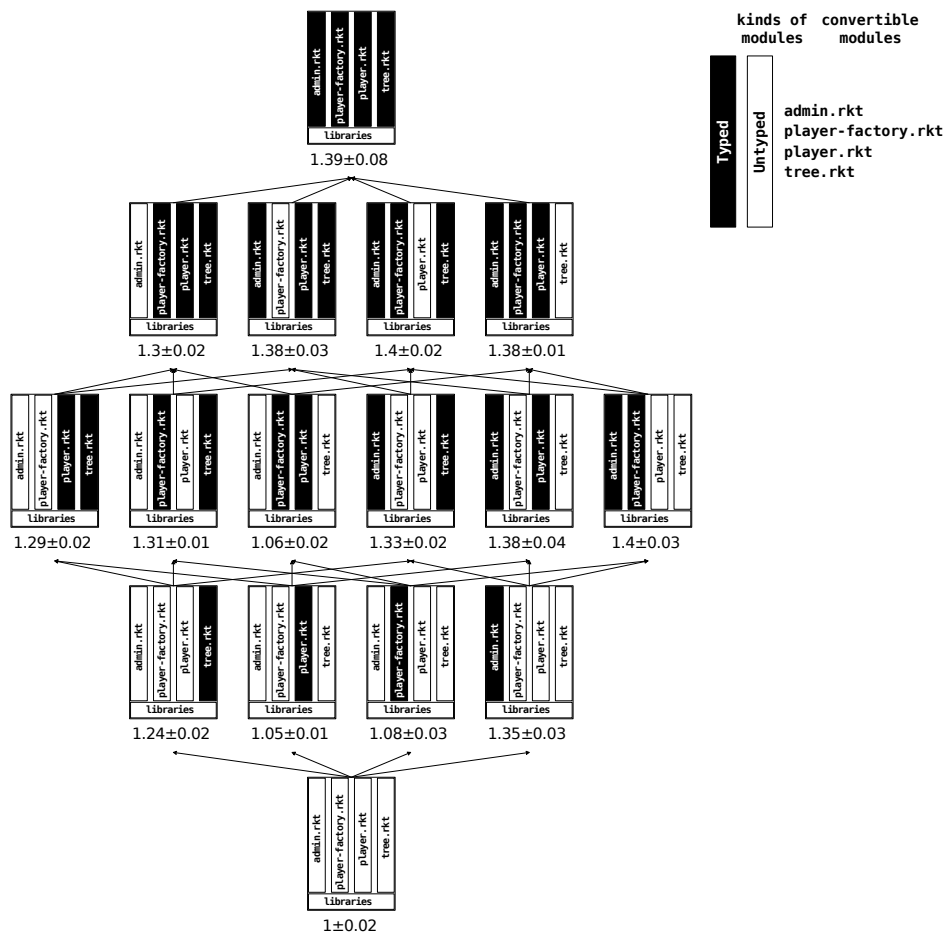 kinds of modules
convertible modules
Typed
Untyped
admin.rkt
player-factory.rkt
player.rkt
tree.rkt
admin.rkt player-factory.rkt player.rkt tree.rkt
libraries
1.39±0.08
admin.rkt player-factory.rkt player.rkt tree.rkt
libraries
1.3±0.02
admin.rkt player-factory.rkt player.rkt tree.rkt
libraries
1.38±0.03
admin.rkt player-factory.rkt player.rkt tree.rkt
libraries
1.4±0.02
admin.rkt player-factory.rkt player.rkt tree.rkt
libraries
1.38±0.01
admin.rkt player-factory.rkt player.rkt tree.rkt
libraries
1.29±0.02
admin.rkt player-factory.rkt player.rkt tree.rkt
libraries
1.31±0.01
admin.rkt player-factory.rkt player.rkt tree.rkt
libraries
1.06±0.02
admin.rkt player-factory.rkt player.rkt tree.rkt
libraries
1.33±0.02
admin.rkt player-factory.rkt player.rkt tree.rkt
libraries
1.38±0.04
admin.rkt player-factory.rkt player.rkt tree.rkt
libraries
1.4±0.03
admin.rkt player-factory.rkt player.rkt tree.rkt
libraries
1.24±0.02
admin.rkt player-factory.rkt player.rkt tree.rkt
libraries
1.05±0.01
admin.rkt player-factory.rkt player.rkt tree.rkt
libraries
1.08±0.03
admin.rkt player-factory.rkt player.rkt tree.rkt
libraries
1.35±0.03
admin.rkt player-factory.rkt player.rkt tree.rkt
libraries
1±0.02